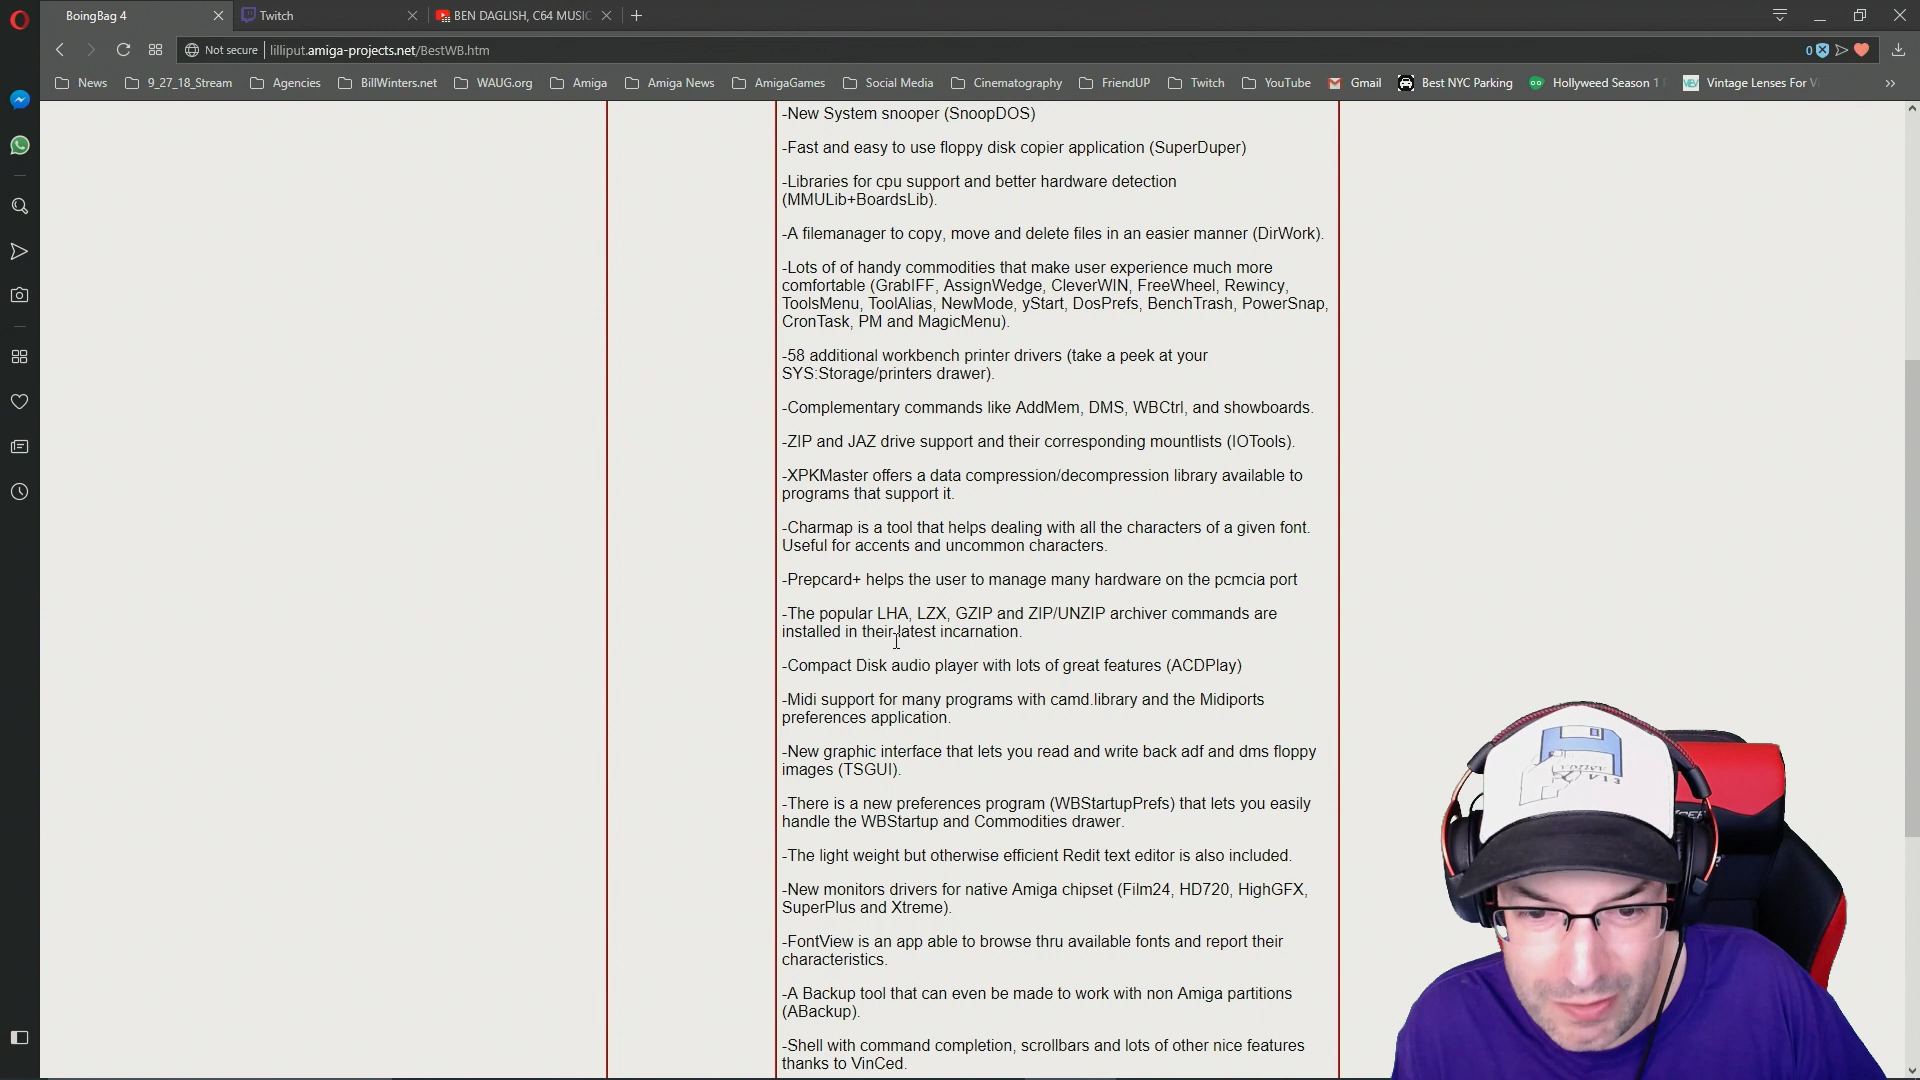 BoingBag 4
Twitch
BEN DAGLISH, C64 MUSIC
Not secure
lilliput.amiga-projects.net/BestWB.htm
0
News
9_27_18_Stream
Agencies
BillWinters.net
WAUG.org
Amiga
Amiga News
AmigaGames
Social Media
Cinematography
FriendUP
Twitch
YouTube
Gmail
Best NYC Parking
Hollyweed Season 1
Vintage Lenses For V
-New System snooper (SnoopDOS)
-Fast and easy to use floppy disk copier application (SuperDuper)
-Libraries for cpu support and better hardware detection
(MMULib+BoardsLib).
-A filemanager to copy, move and delete files in an easier manner (DirWork).
-Lots of of handy commodities that make user experience much more
comfortable (GrabIFF, AssignWedge, CleverWIN, FreeWheel, Rewincy,
ToolsMenu, ToolAlias, NewMode, yStart, DosPrefs, BenchTrash, PowerSnap,
CronTask, PM and MagicMenu).
-58 additional workbench printer drivers (take a peek at your
SYS:Storage/printers drawer).
-Complementary commands like AddMem, DMS, WBCtrl, and showboards.
-ZIP and JAZ drive support and their corresponding mountlists (IOTools).
-XPKMaster offers a data compression/decompression library available to
programs that support it.
-Charmap is a tool that helps dealing with all the characters of a given font.
Useful for accents and uncommon characters.
-Prepcard+ helps the user to manage many hardware on the pcmcia port
-The popular LHA, LZX, GZIP and ZIP/UNZIP archiver commands are
installed in their latest incarnation.
-Compact Disk audio player with lots of great features (ACDPlay)
-Midi support for many programs with camd.library and the Midiports
preferences application.
-New graphic interface that lets you read and write back adf and dms floppy
images (TSGUI).
-There is a new preferences program (WBStartupPrefs) that lets you easily
handle the WBStartup and Commodities drawer.
-The light weight but otherwise efficient Redit text editor is also included.
-New monitors drivers for native Amiga chipset (Film24, HD720, HighGFX,
SuperPlus and Xtreme).
-FontView is an app able to browse thru available fonts and report their
characteristics.
-A Backup tool that can even be made to work with non Amiga partitions
(ABackup).
-Shell with command completion, scrollbars and lots of other nice features
thanks to VinCed.